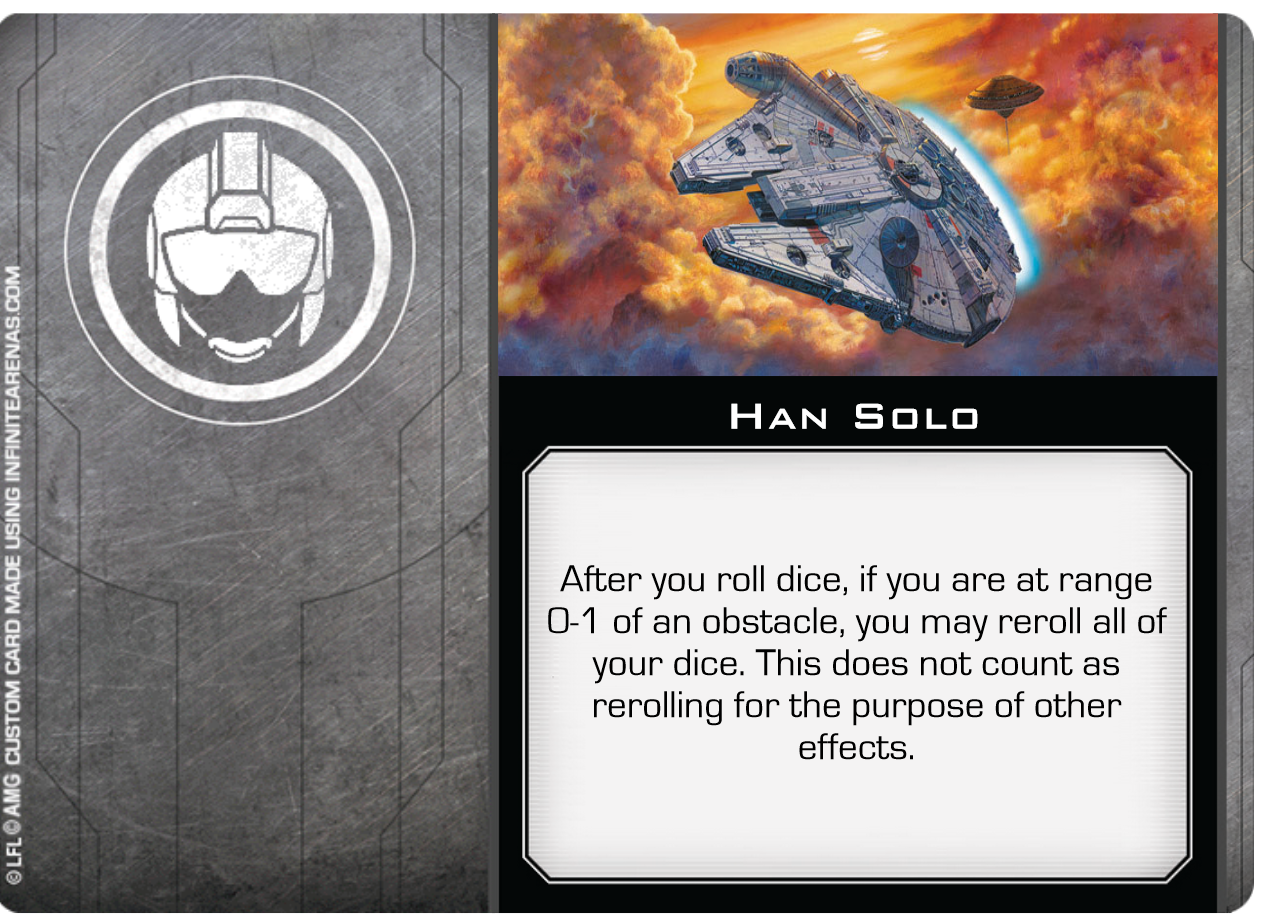 © LFL © AMG CUSTOM CARD MADE USING INFINITEARENAS.COM
Han Solo
After you roll dice, if you are at range
0-1 of an obstacle, you may reroll all of
your dice. This does not count as
rerolling for the purpose of other
effects.